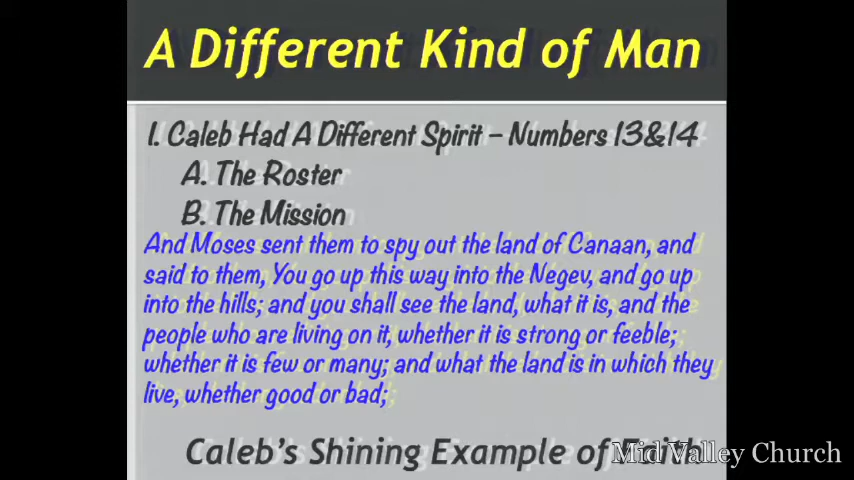 A Different Kind of Man
I. Caleb Had A Different Spirit – Numbers 13&14
A. The Roster
B. The Mission
And Moses sent them to spy out the land of Canaan, and
said to them, You go up this way into the Negev, and go up
into the hills; and you shall see the land, what it is, and the
people who are living on it, whether it is strong or feeble;
whether it is few or many; and what the land is in which they
live, whether good or bad;
Caleb's Shining Example of Faith
Mid Valley Church